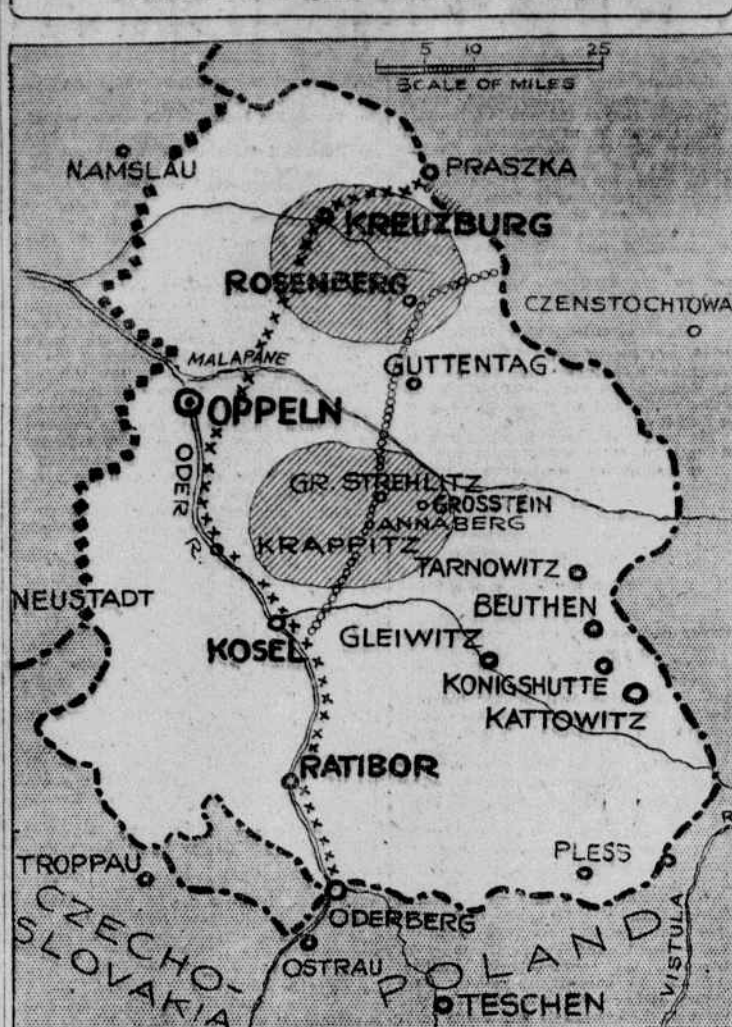 5 10 25
SCALE OF MILES
NAMSLAU
PRASZKA
KREUZBURG
ROSENBERG
CZENSTOCHTOWA
MALAPANE
GUTTENTAG.
OPPELN
ODER R.
GR. STREHLITZ
GROSSTEIN
ANNABERG
KRAPPITZ
TARNOWITZ
NEUSTADT
BEUTHEN
KOSEL
GLEIWITZ
KONIGSHUTTE
KATTOWITZ
RATIBOR
R
TROPPAU
PLESS
ODERBERG
CZECHO-
SLOVAKIA
OSTRAU
POLAND
VISTULA
TESCHEN